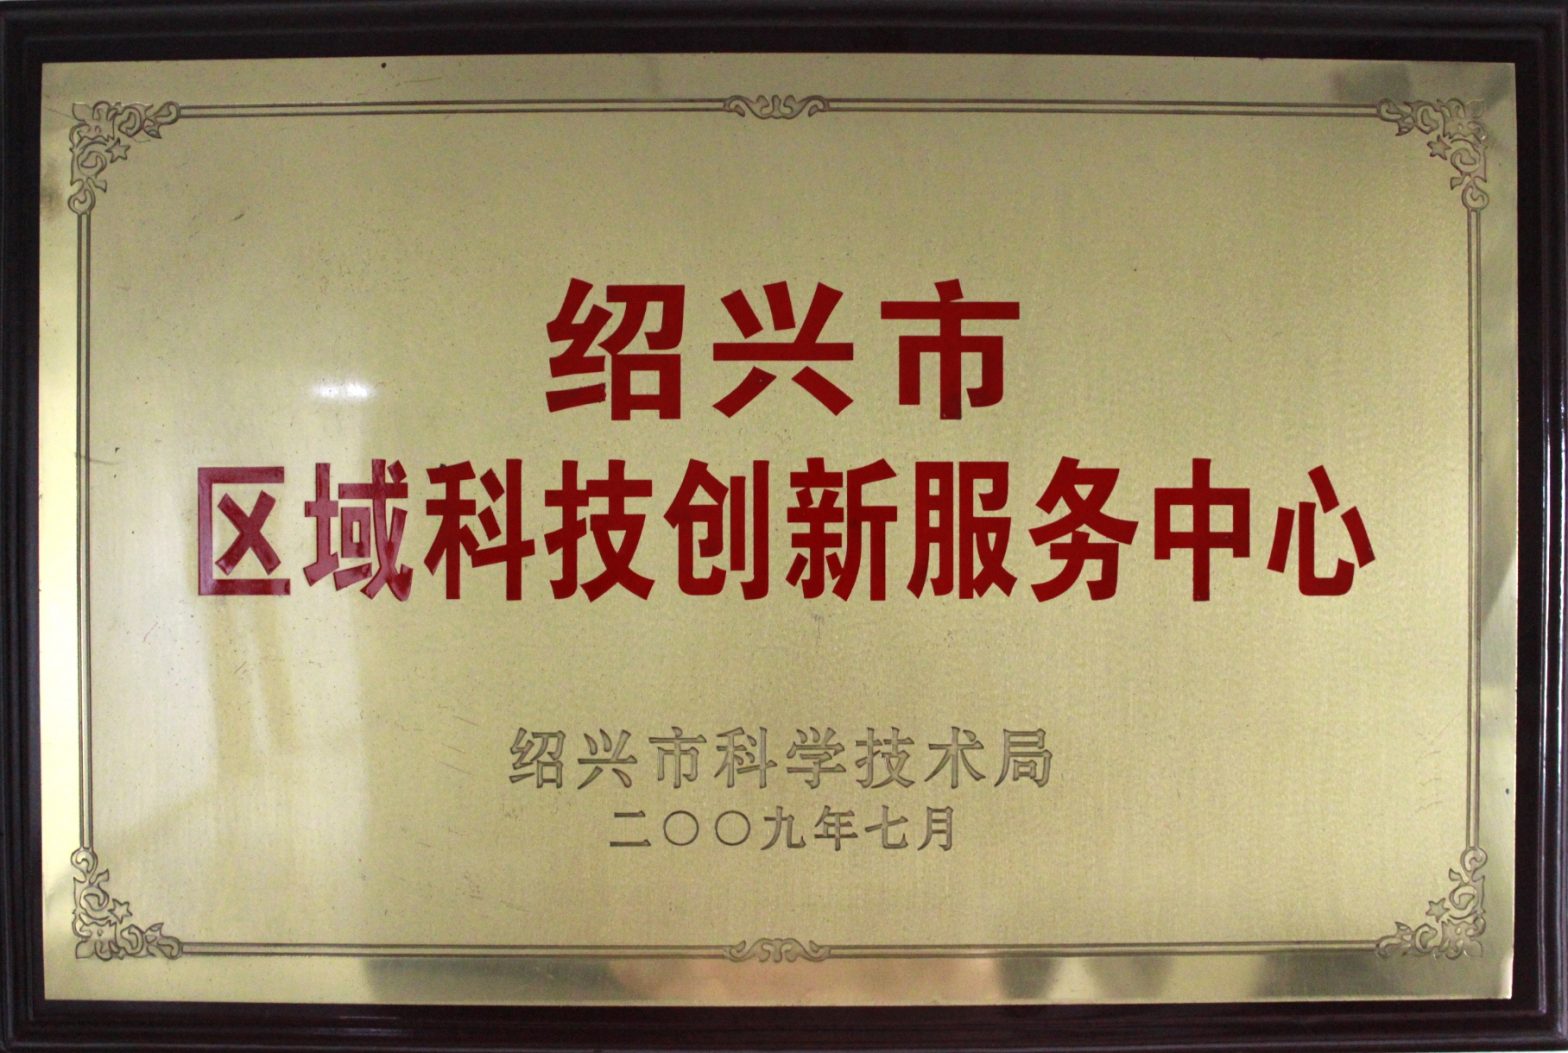 绍兴市
区域科技创新服务中心
绍兴市科学技术局
二〇〇九年七月